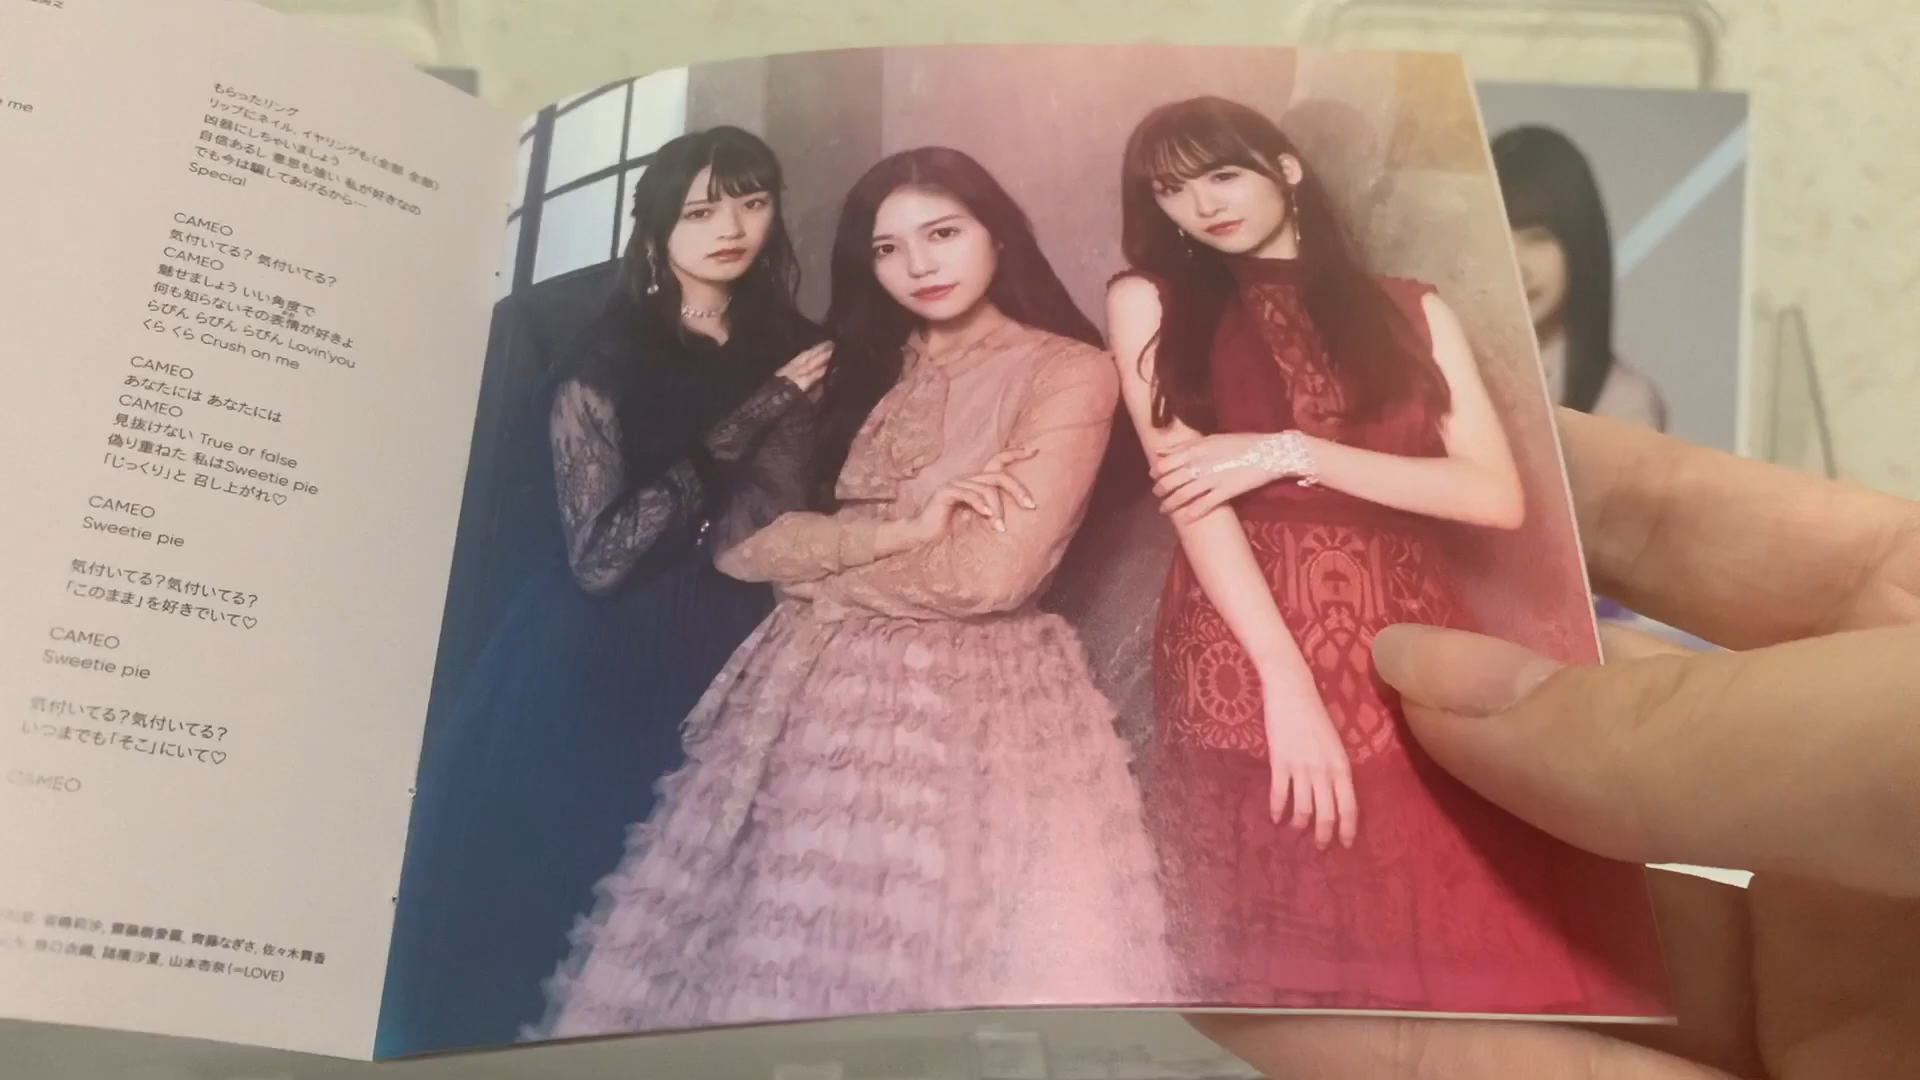 me
もらったリング
リップにネイル、イヤリングも(全部 全部)
凶器にしちゃいましょう
自信あるし 意思も強い 私が好きなの
でも今は騙してあげるから…
Special
CAMEO
気付いてる? 気付いてる?
CAMEO
魅せましょう いい角度で
何も知らないその表情が好きよ
らびん らびん らびん Lovin'you
くら くら Crush on me
CAMEO
あなたには あなたには
CAMEO
見抜けない True or false
偽り重ねた 私はSweetie pie
「じっくり」と 召し上がれ♡
CAMEO
Sweetie pie
気付いてる?気付いてる?
「このまま」を好きでいて♡
CAMEO
Sweetie pie
気付いてる?気付いてる?
いつまでも「そこ」にいて♡
CAMEO
齊藤なぎさ, 佐々木舞香
山本杏奈(=LOVE)